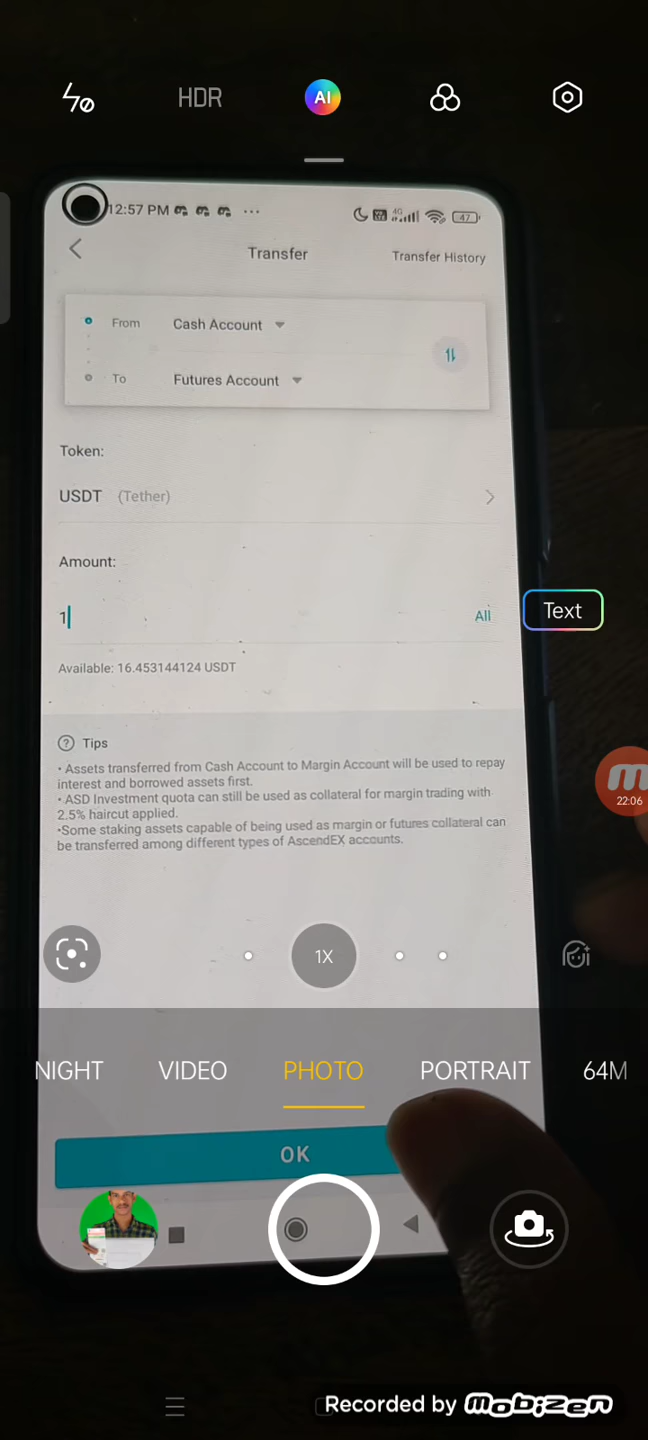 HDR
AI
12:57 PM ...
4G
47
Transfer
Transfer History
From Cash Account
To Futures Account
Token:
USDT (Tether)
Amount:
1
All
Text
Available: 16.453144124 USDT
Tips
• Assets transferred from Cash Account to Margin Account will be used to repay
interest and borrowed assets first.
• ASD Investment quota can still be used as collateral for margin trading with
2.5% haircut applied.
•Some staking assets capable of being used as margin or futures collateral can
be transferred among different types of AscendEX accounts.
22:06
1X
NIGHT VIDEO PHOTO PORTRAIT 64M
OK
Recorded by mobizen